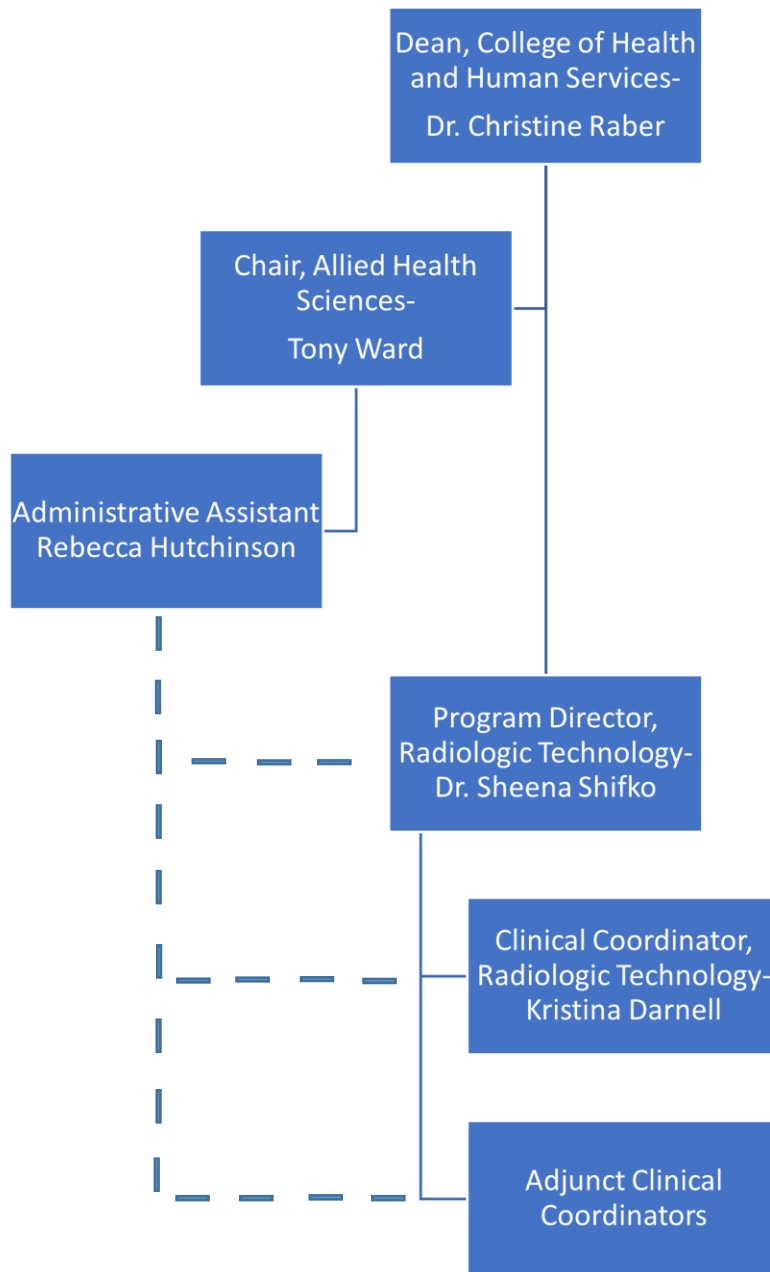 Dean, College of Health
and Human Services-
Dr. Christine Raber
Chair, Allied Health
Sciences-
Tony Ward
Administrative Assistant
Rebecca Hutchinson
Program Director,
Radiologic Technology-
Dr. Sheena Shifko
Clinical Coordinator,
Radiologic Technology-
Kristina Darnell
Adjunct Clinical
Coordinators